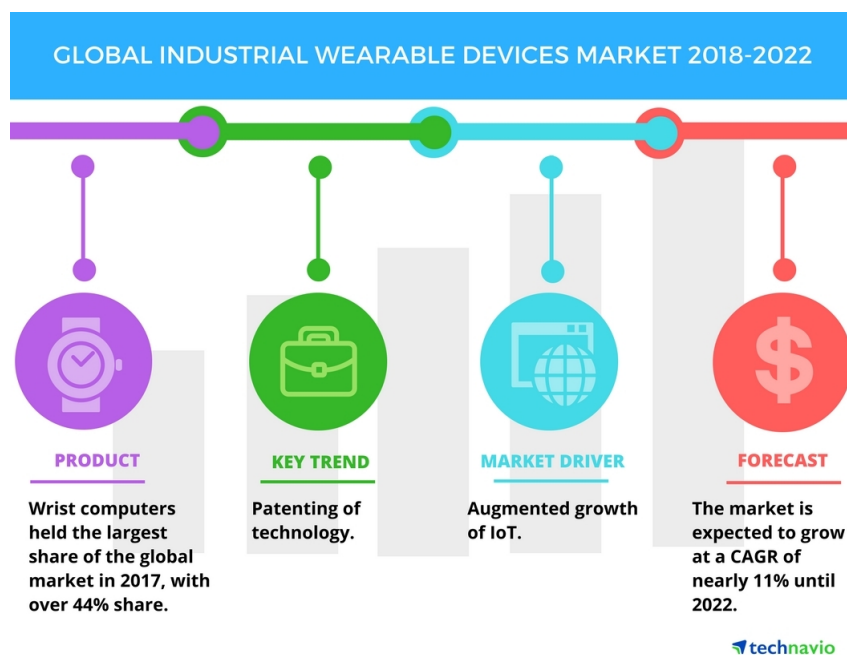 GLOBAL INDUSTRIAL WEARABLE DEVICES MARKET 2018-2022
PRODUCT
Wrist computers
held the largest
share of the global
market in 2017, with
over 44% share.
KEY TREND
Patenting of
technology.
MARKET DRIVER
Augmented growth
of IoT.
FORECAST
The market is
expected to grow
at a CAGR of
nearly 11% until
2022.
technavio